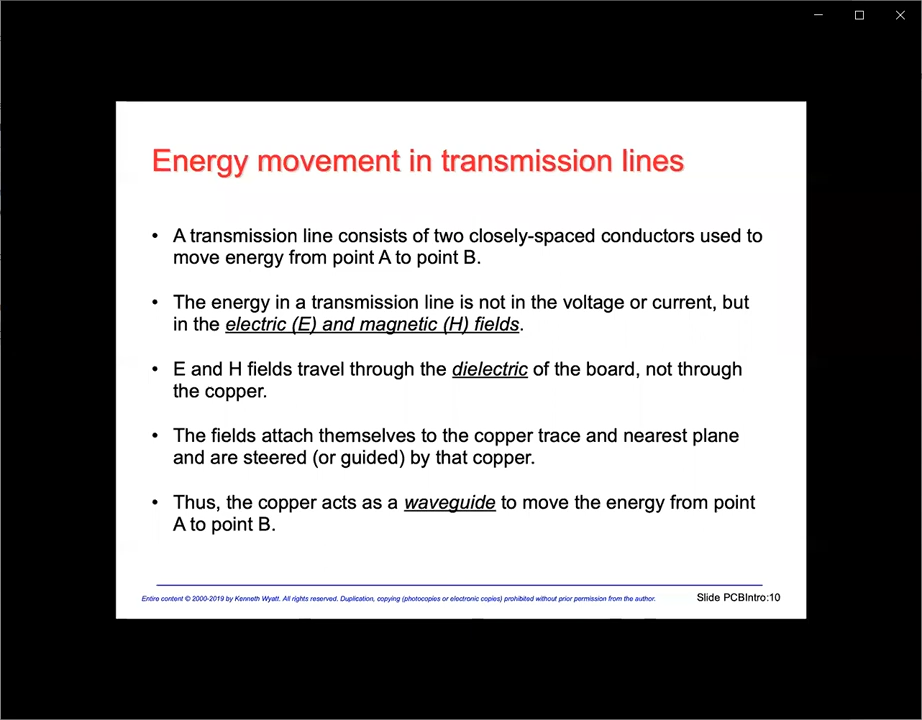 Energy movement in transmission lines
• A transmission line consists of two closely-spaced conductors used to
move energy from point A to point B.
• The energy in a transmission line is not in the voltage or current, but
in the electric (E) and magnetic (H) fields.
• E and H fields travel through the dielectric of the board, not through
the copper.
• The fields attach themselves to the copper trace and nearest plane
and are steered (or guided) by that copper.
• Thus, the copper acts as a waveguide to move the energy from point
A to point B.
Entire content © 2000-2019 by Kenneth Wyatt. All rights reserved. Duplication, copying (photocopies or electronic copies) prohibited without prior permission from the author.
Slide PCBIntro:10